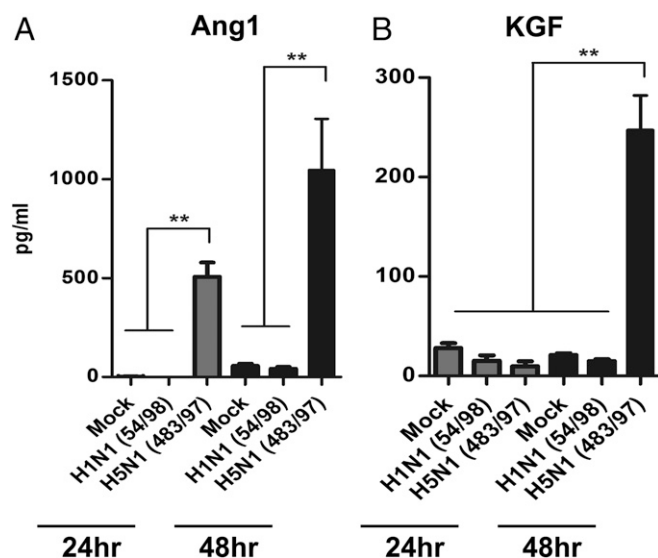 A
Ang1
pg/ml
1500
1000
500
0
**
**
Mock
H1N1 (54/98)
H5N1 (483/97)
Mock
H1N1 (54/98)
H5N1 (483/97)
24hr
48hr
B
KGF
300
200
100
0
**
Mock
H1N1 (54/98)
H5N1 (483/97)
Mock
H1N1 (54/98)
H5N1 (483/97)
24hr
48hr